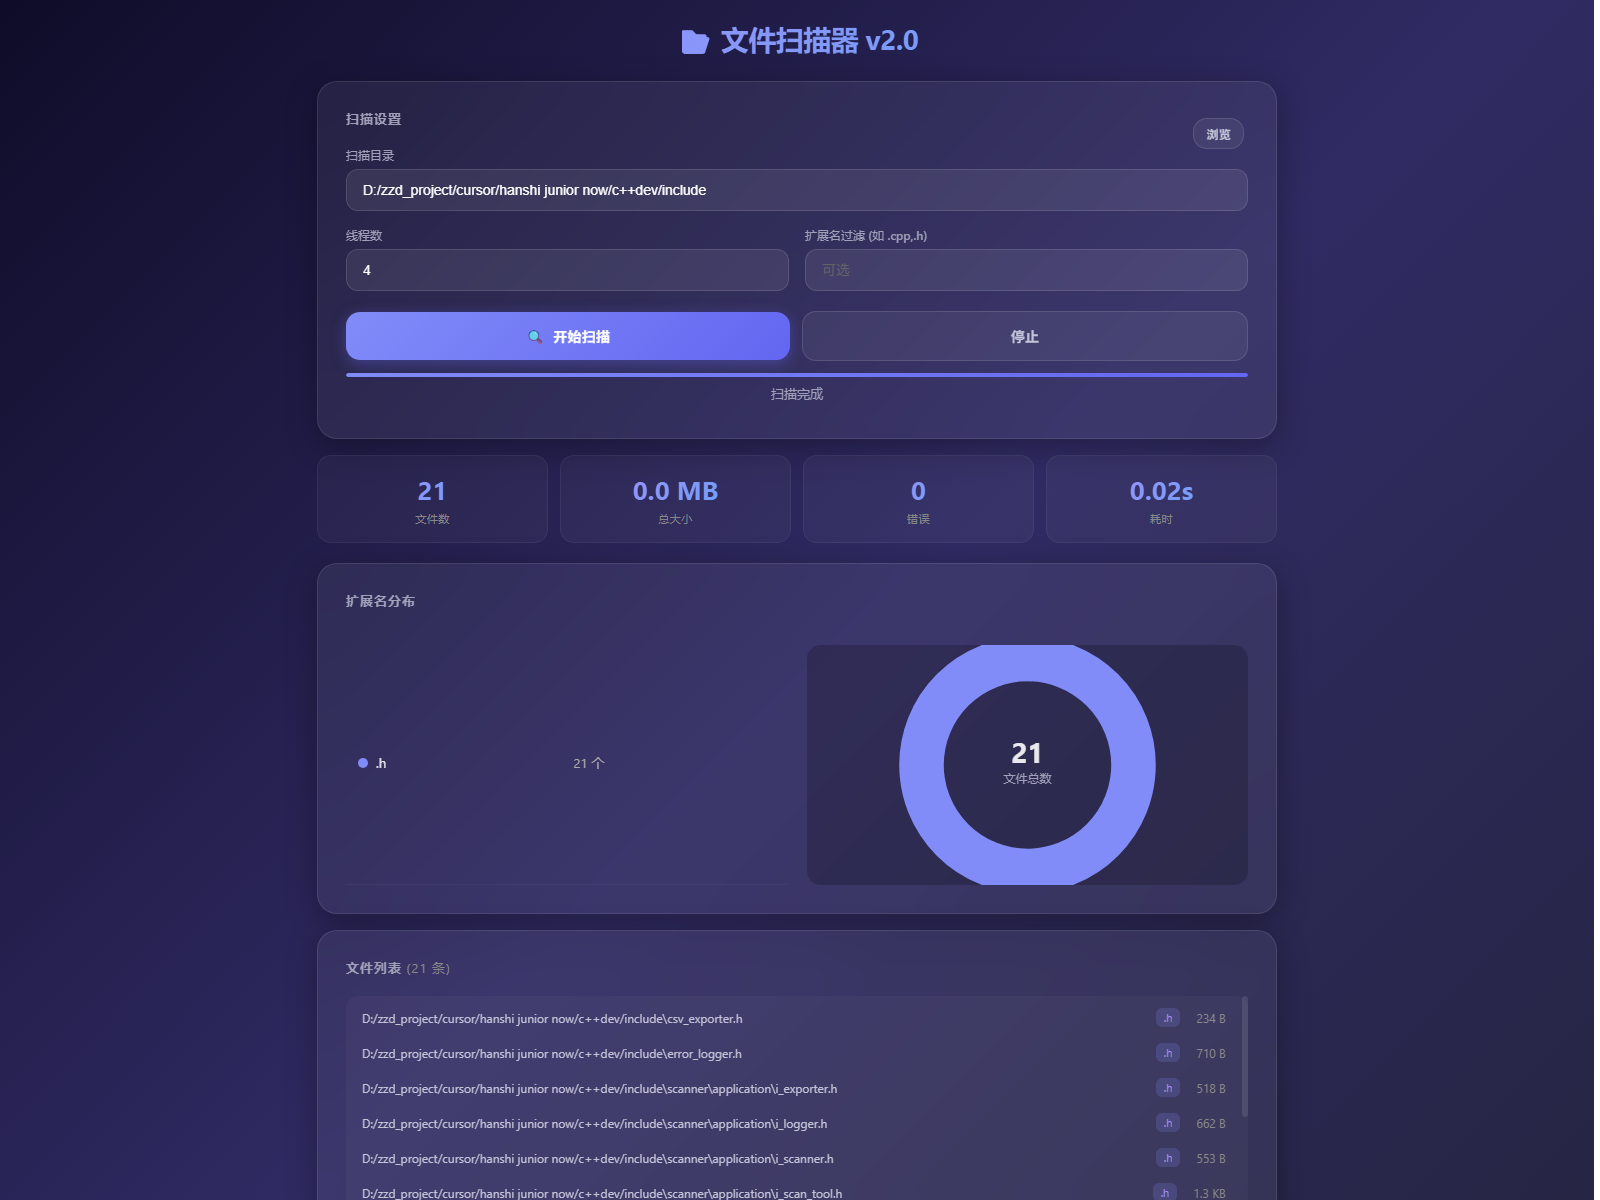 文件扫描器 v2.0
扫描设置
浏览
扫描目录
D:/zzd_project/cursor/hanshi junior now/c++dev/include
线程数
扩展名过滤 (如 .cpp,.h)
4
可选
开始扫描
停止
扫描完成
21
文件数
0.0 MB
总大小
0
错误
0.02s
耗时
扩展名分布
.h
21 个
21
文件总数
文件列表 (21 条)
D:/zzd_project/cursor/hanshi junior now/c++dev/include\csv_exporter.h .h 234 B
D:/zzd_project/cursor/hanshi junior now/c++dev/include\error_logger.h .h 710 B
D:/zzd_project/cursor/hanshi junior now/c++dev/include\scanner\application\i_exporter.h .h 518 B
D:/zzd_project/cursor/hanshi junior now/c++dev/include\scanner\application\i_logger.h .h 662 B
D:/zzd_project/cursor/hanshi junior now/c++dev/include\scanner\application\i_scanner.h .h 553 B
D:/zzd_project/cursor/hanshi junior now/c++dev/include\scanner\application\i_scan_tool.h .h 1.3 KB